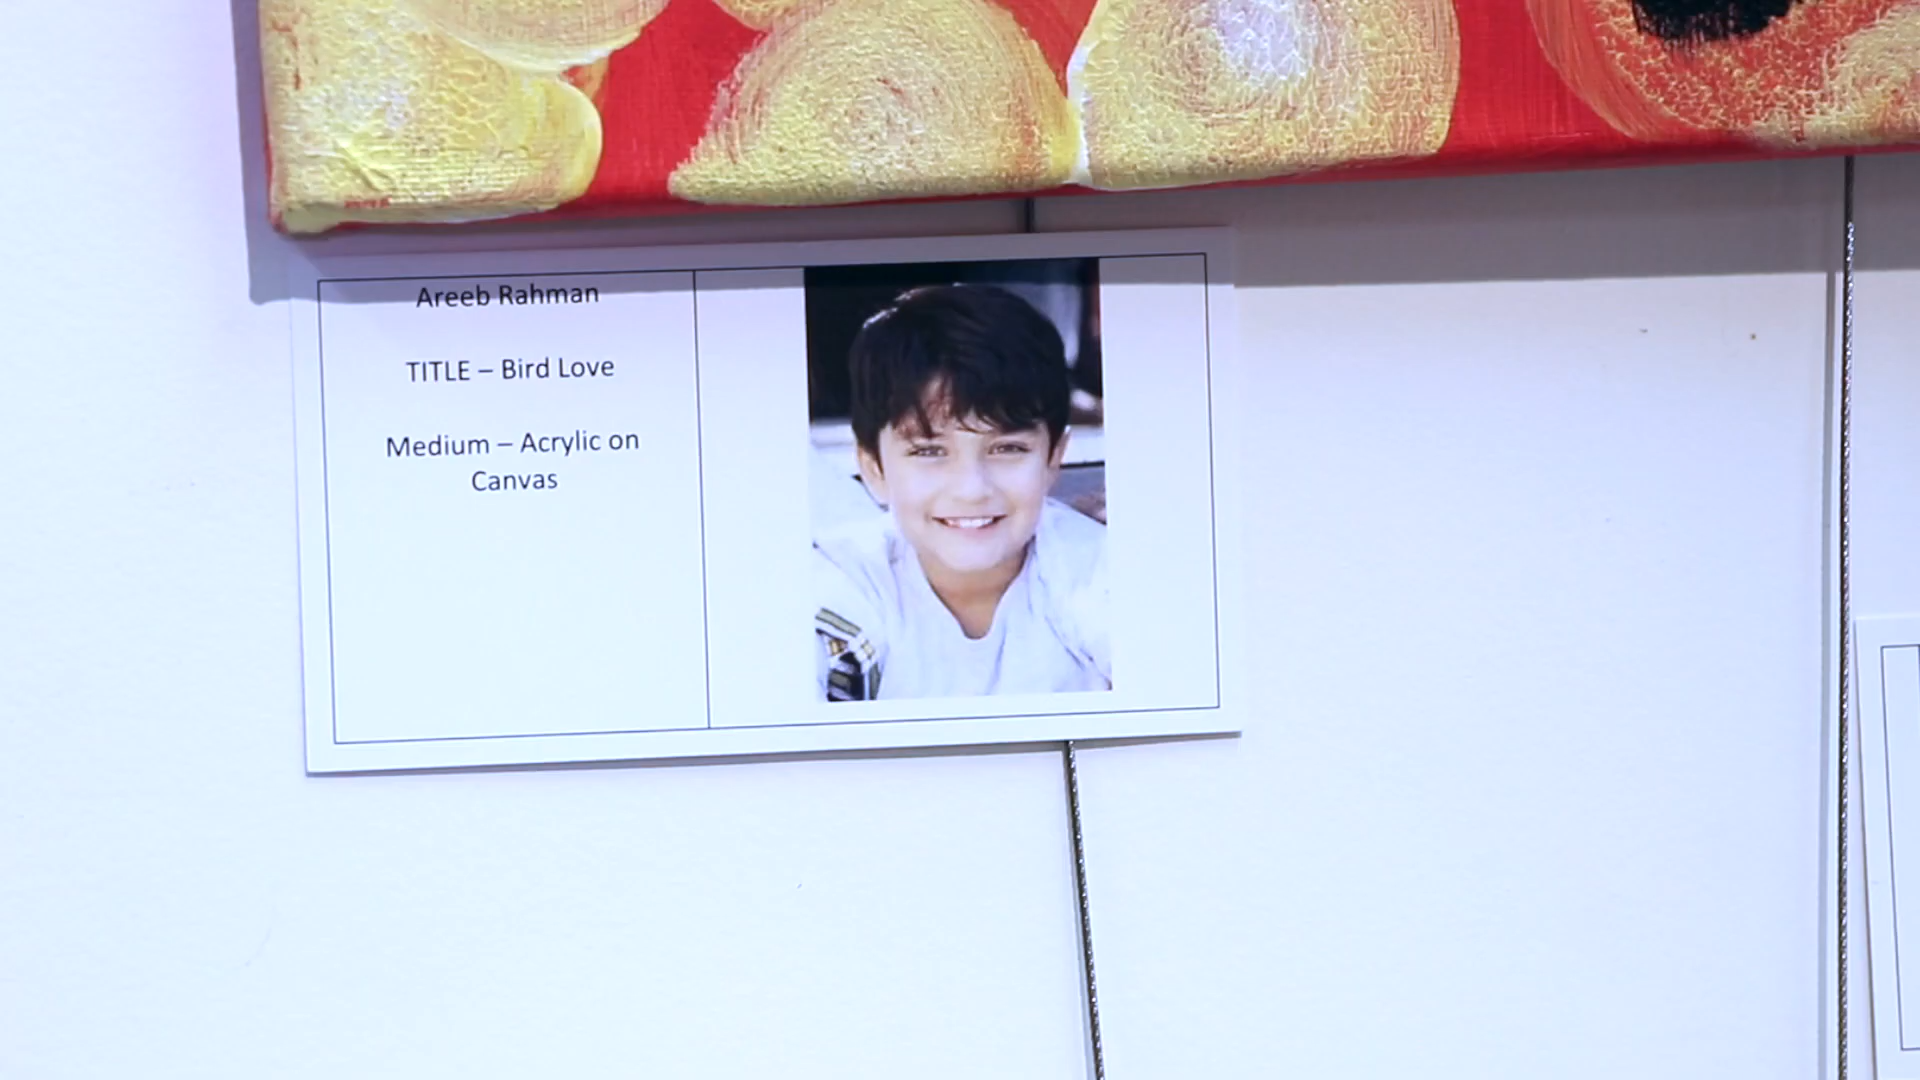 Areeb Rahman
TITLE – Bird Love
Medium – Acrylic on
Canvas